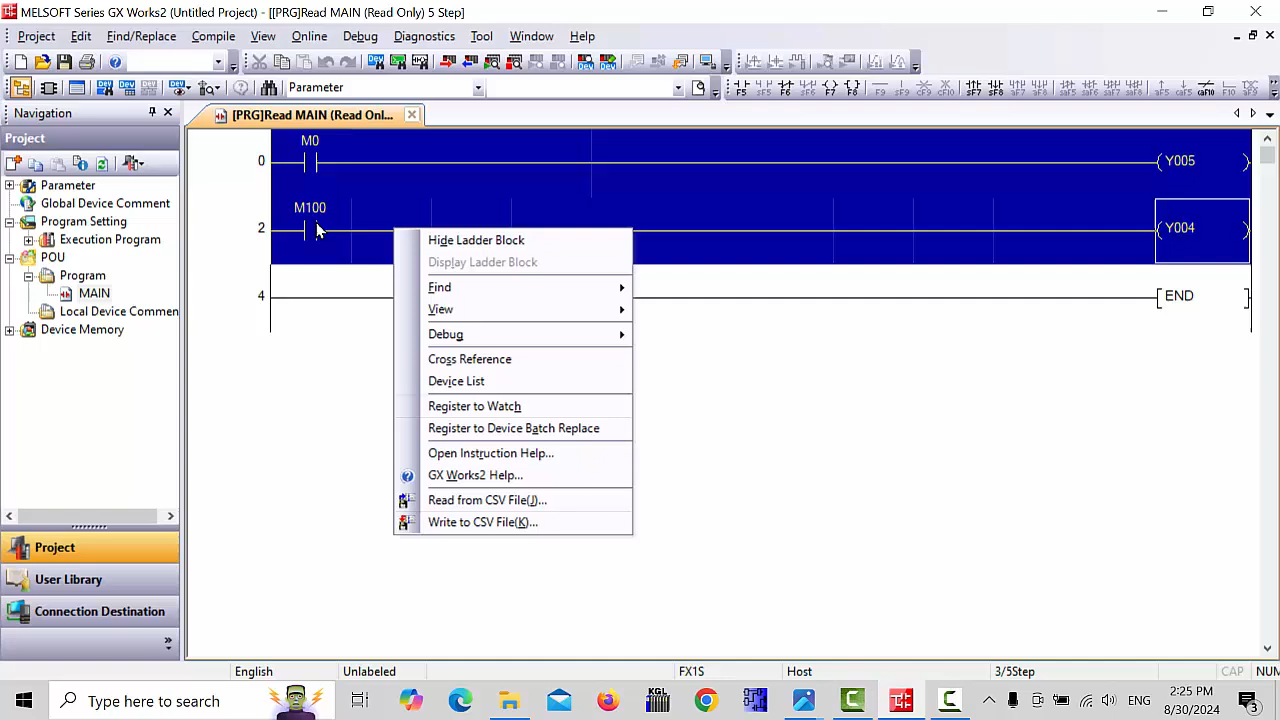 MELSOFT Series GX Works2 (Untitled Project) - [[PRG]Read MAIN (Read Only) 5 Step]
Project Edit Find/Replace Compile View Online Debug Diagnostics Tool Window Help
Parameter
Navigation
[PRG]Read MAIN (Read Onl...
Project
Parameter
Global Device Comment
Program Setting
Execution Program
POU
Program
MAIN
Local Device Commen
Device Memory
M0
0
Y005
M100
2
Y004
4
END
Hide Ladder Block
Display Ladder Block
Find
View
Debug
Cross Reference
Device List
Register to Watch
Register to Device Batch Replace
Open Instruction Help...
GX Works2 Help...
Read from CSV File(J)...
Write to CSV File(K)...
Project
User Library
Connection Destination
English Unlabeled FX1S Host 3/5Step CAP NUM
Type here to search
KGL
ENG
2:25 PM
8/30/2024
3